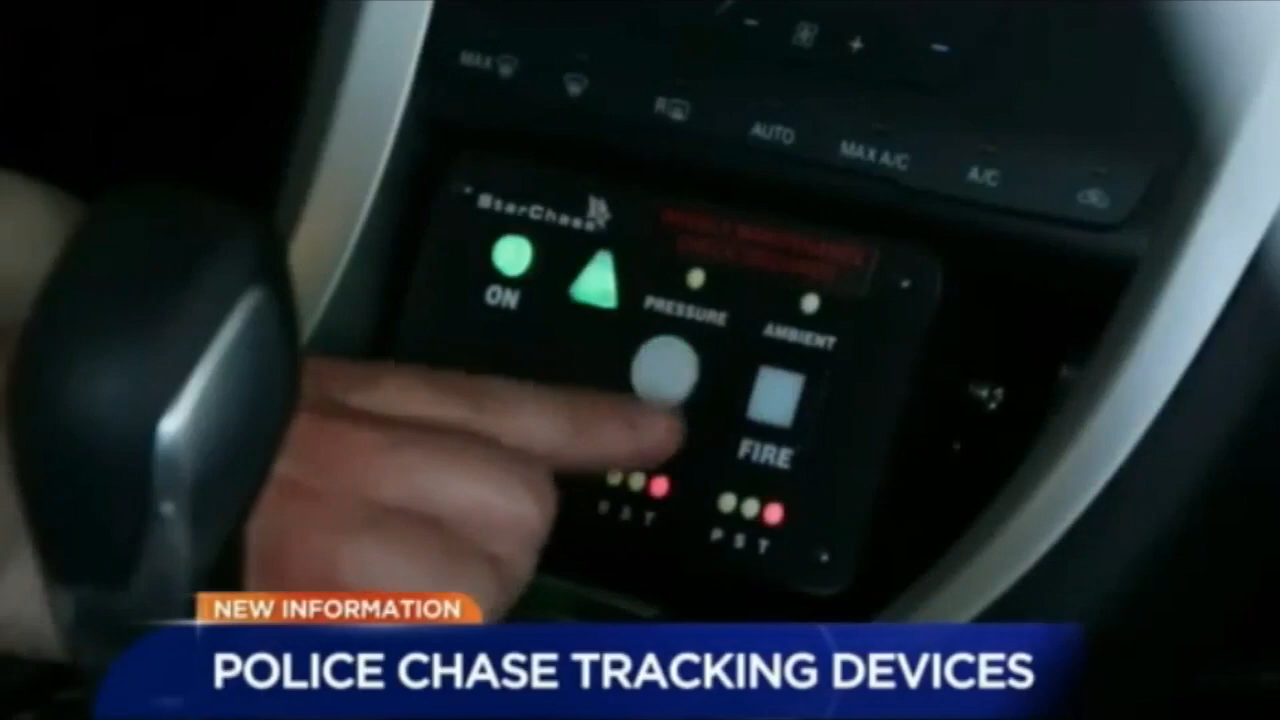 MAX
R
AUTO
MAX A/C
A/C
StarChase
ON
PRESSURE
AMBIENT
FIRE
P S T
NEW INFORMATION
POLICE CHASE TRACKING DEVICES